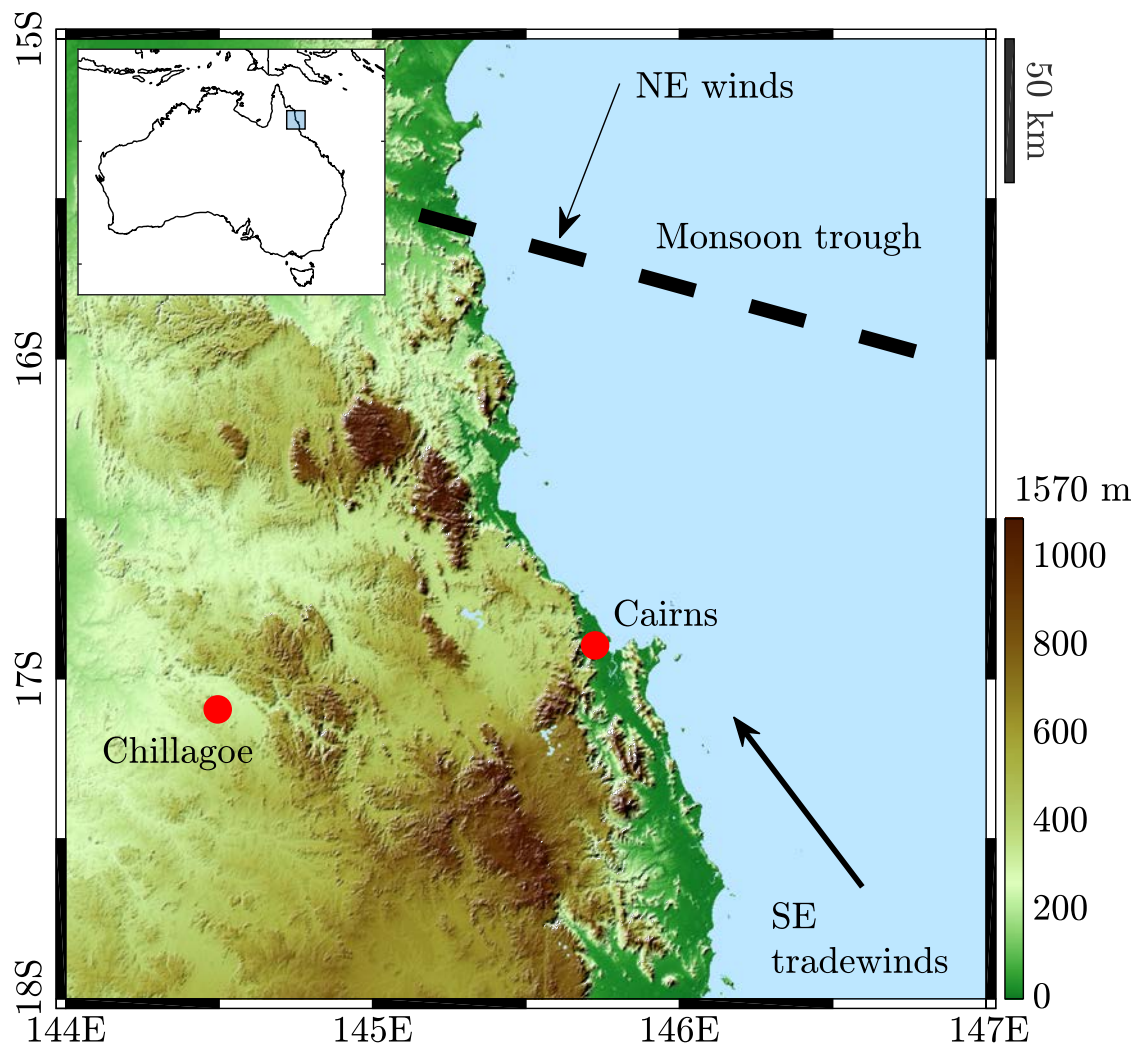 15S
NE winds
50 km
Monsoon trough
16S
1570 m
1000
Cairns
800
17S
Chillagoe
600
400
SE
tradewinds
200
0
18S
144E
145E
146E
147E